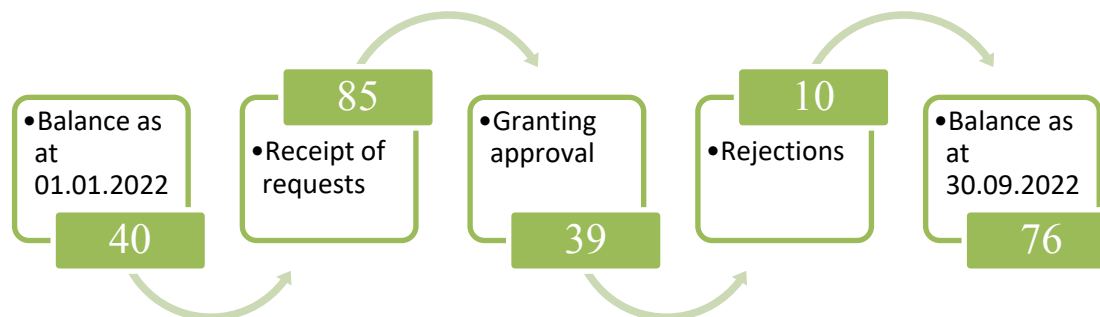 •Balance as
at
01.01.2022
40
85
•Receipt of
requests
•Granting
approval
39
10
•Rejections
•Balance as
at
30.09.2022
76